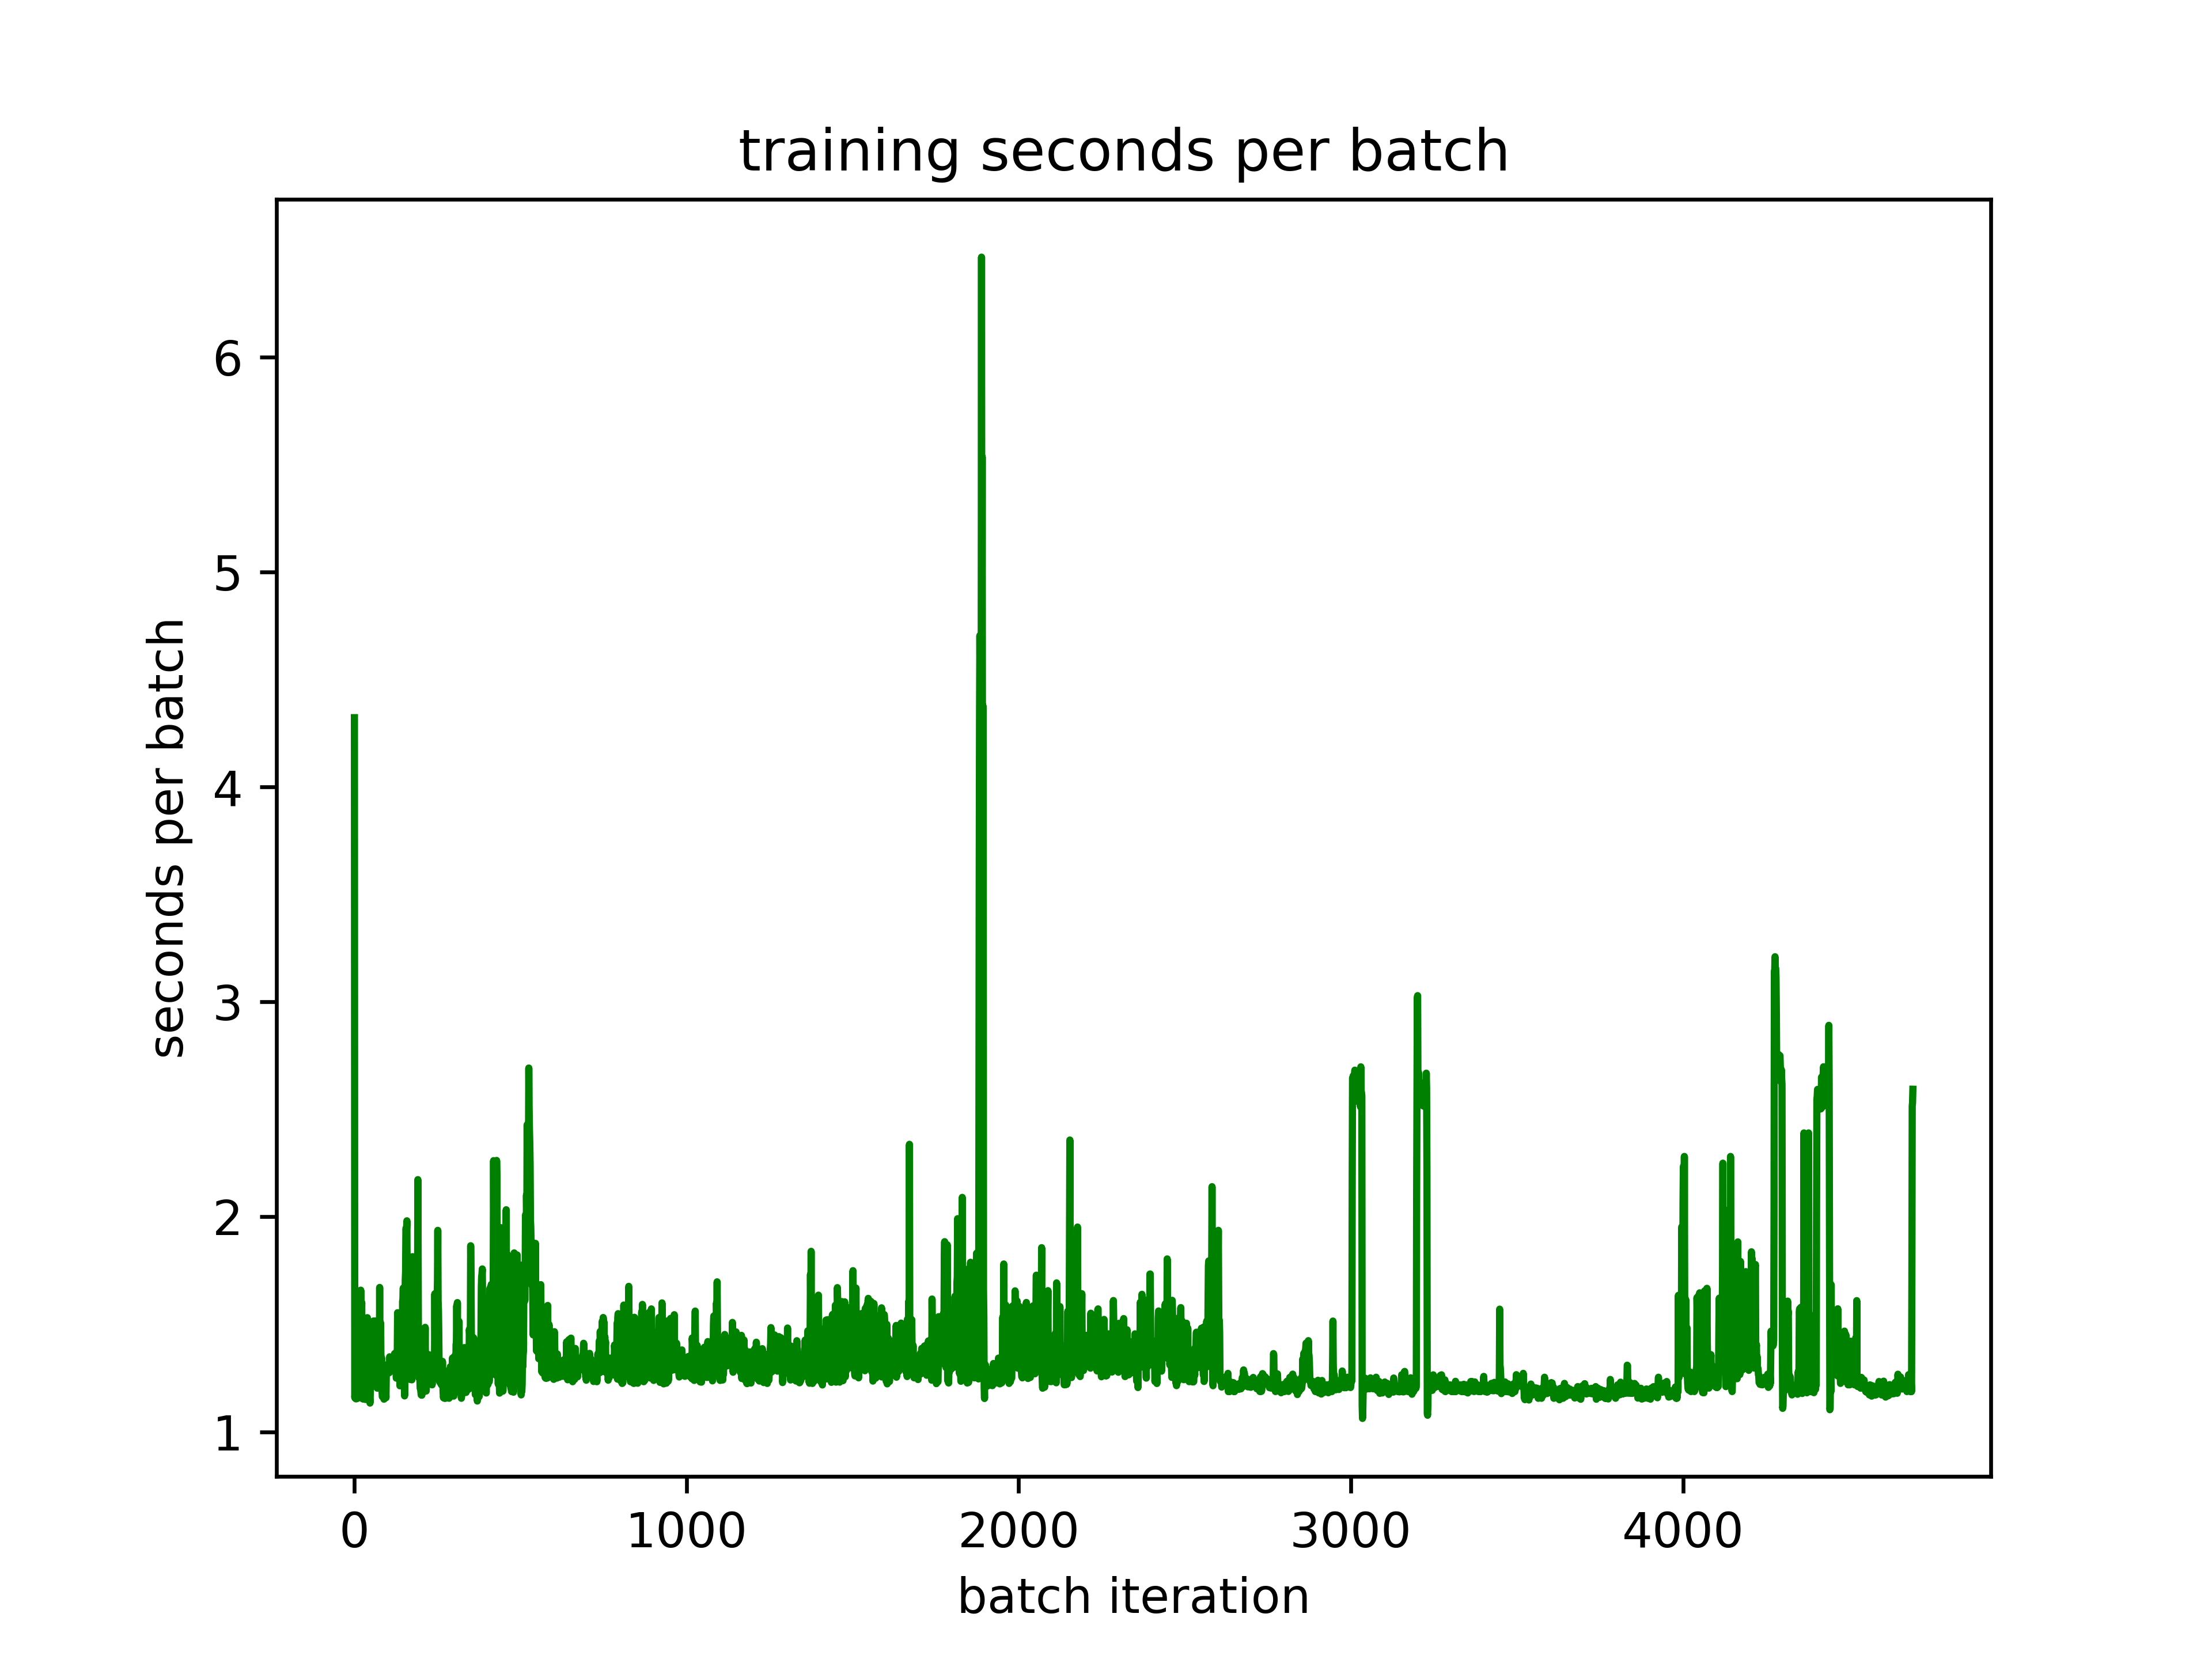 training seconds per batch
seconds per batch
6
5
4
3
2
1
0 1000 2000 3000 4000
batch iteration